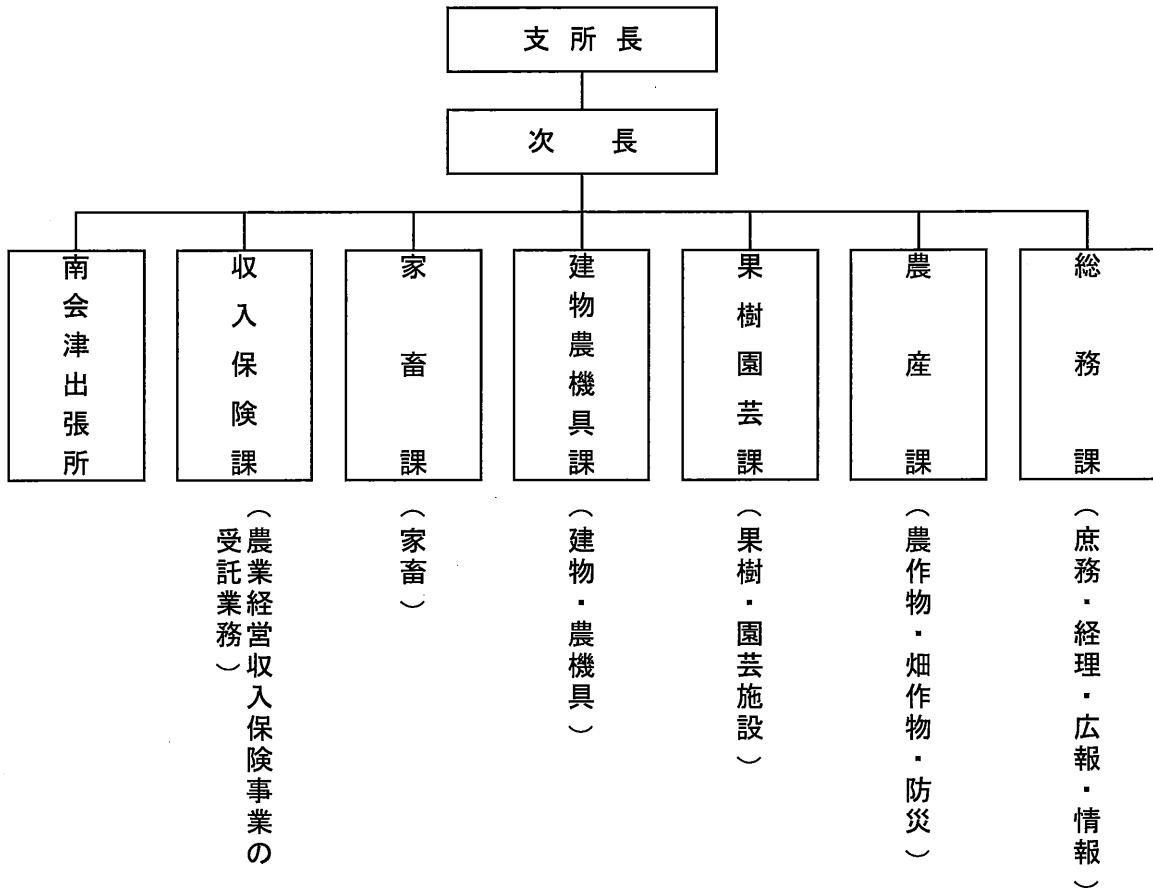 支所長
次長
総務課
（庶務・経理・広報・情報）
農産課
（農作物・畑作物・防災）
果樹園芸課
（果樹・園芸施設）
建物農機具課
（建物・農機具）
家畜課
（家畜）
収入保険課
（農業経営収入保険事業の
受託業務）
南会津出張所